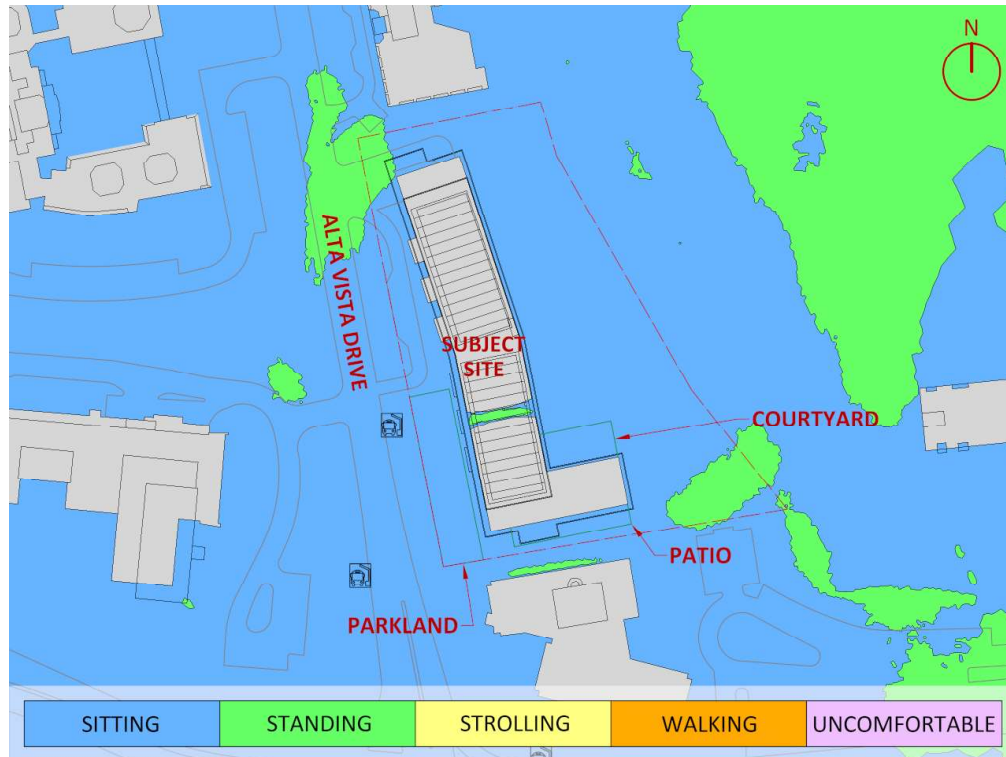 N
ALTA VISTA DRIVE
SUBJECT
SITE
COURTYARD
PATIO
PARKLAND
SITTING
STANDING
STROLLING
WALKING
UNCOMFORTABLE